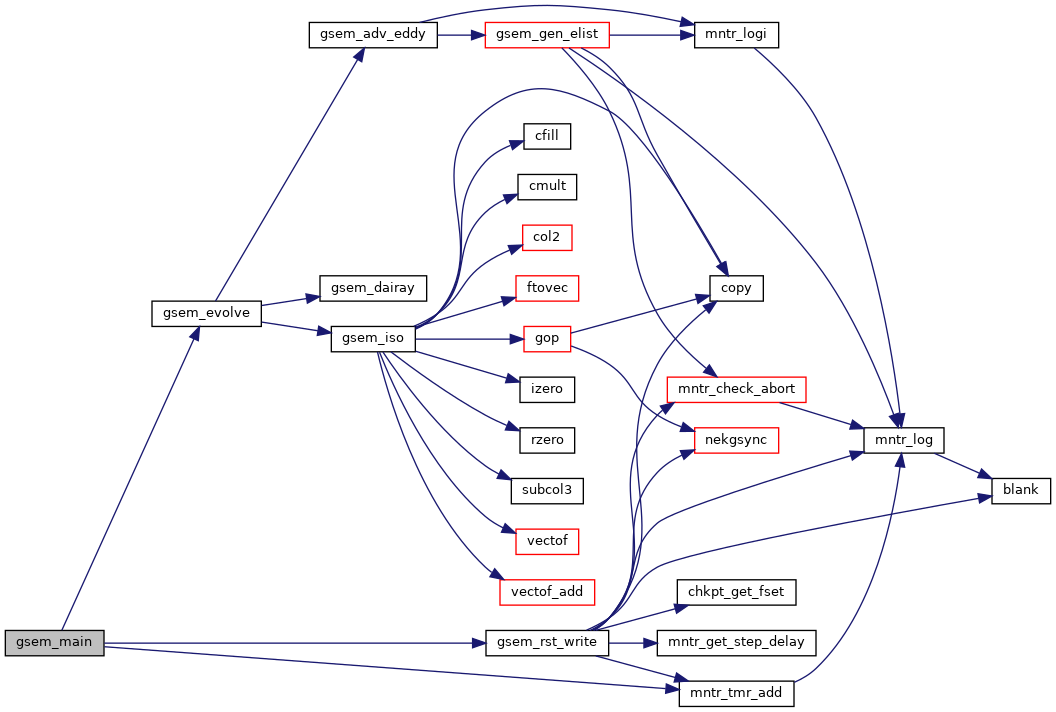 gsem_adv_eddy
gsem_gen_elist
mntr_logi
cfill
cmult
col2
gsem_dairay
ftovec
copy
gsem_evolve
gsem_iso
gop
izero
mntr_check_abort
rzero
nekgsync
mntr_log
subcol3
blank
vectof
vectof_add
chkpt_get_fset
gsem_main
gsem_rst_write
mntr_get_step_delay
mntr_tmr_add